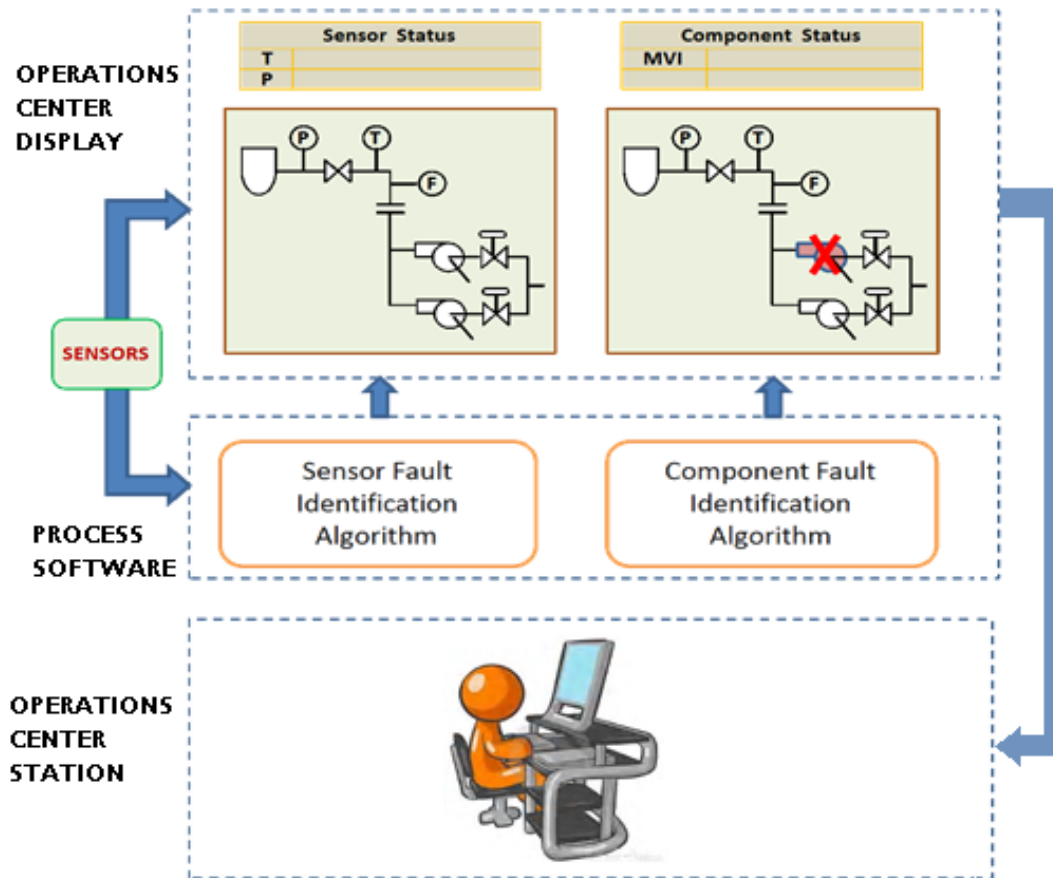 Sensor Status
T
P
Component Status
MVI
OPERATIONS
CENTER
DISPLAY
P
T
F
P
T
F
SENSORS
Sensor Fault
Identification
Algorithm
Component Fault
Identification
Algorithm
PROCESS
SOFTWARE
OPERATIONS
CENTER
STATION